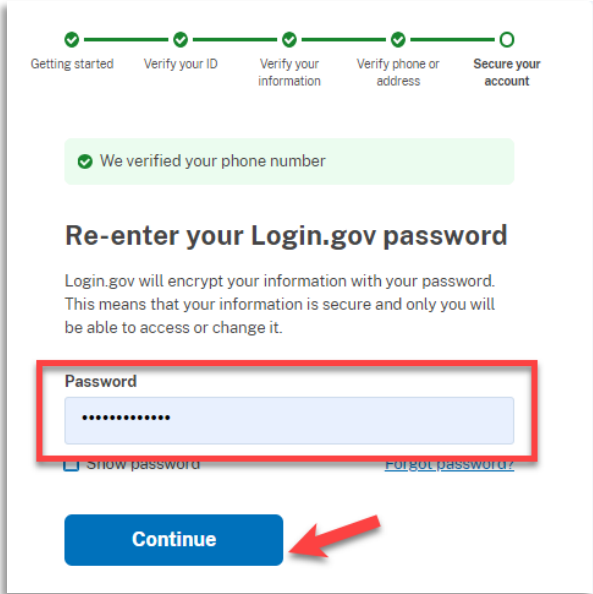 Getting started
Verify your ID
Verify your
information
Verify phone or
address
Secure your
account
We verified your phone number
Re-enter your Login.gov password
Login.gov will encrypt your information with your password.
This means that your information is secure and only you will
be able to access or change it.
Password
•••••••••••••
Show password
Forgot password?
Continue